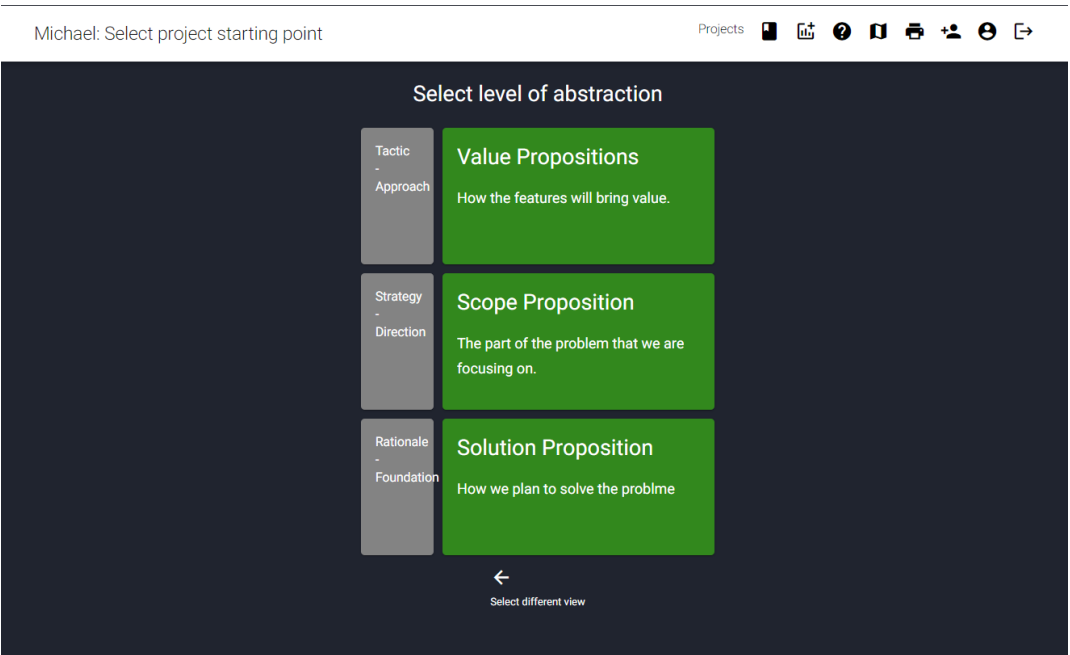 Michael: Select project starting point
Projects
Select level of abstraction
Tactic
-
Approach
Value Propositions
How the features will bring value.
Strategy
-
Direction
Scope Proposition
The part of the problem that we are
focusing on.
Rationale
-
Foundation
Solution Proposition
How we plan to solve the problme
Select different view